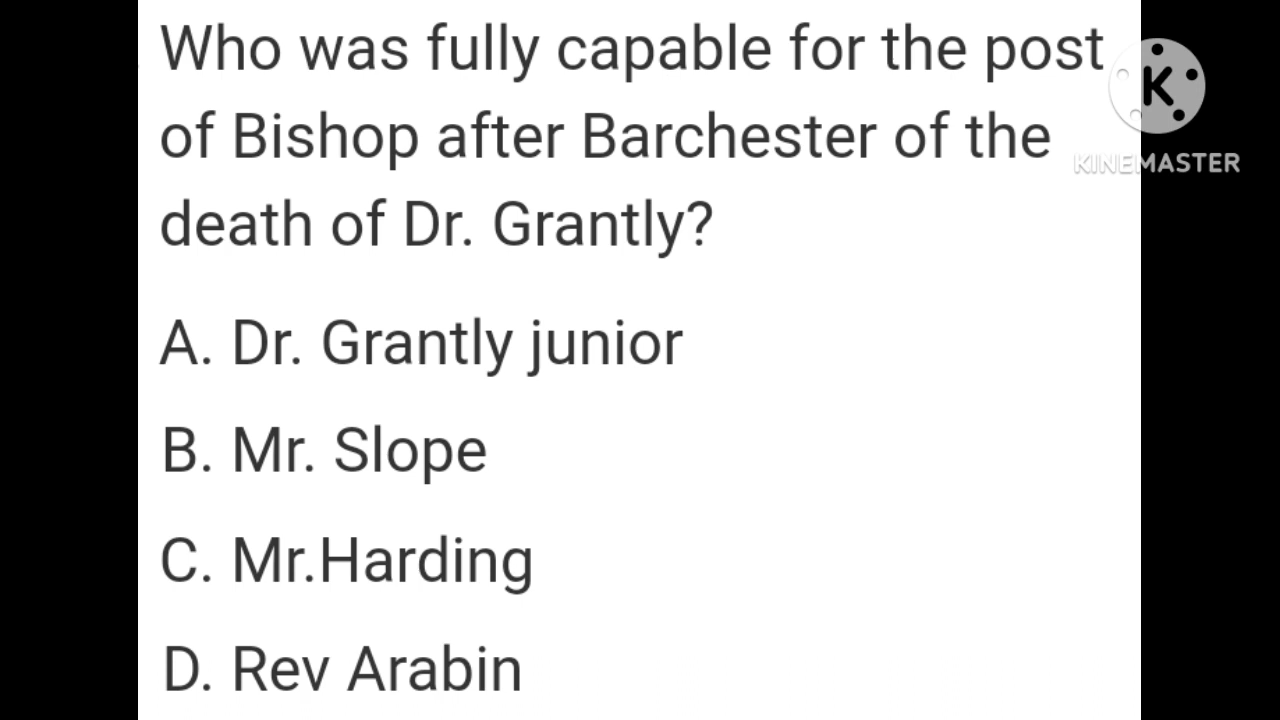 Who was fully capable for the post
of Bishop after Barchester of the
death of Dr. Grantly?
A. Dr. Grantly junior
B. Mr. Slope
C. Mr.Harding
D. Rev Arabin
K
KINEMASTER